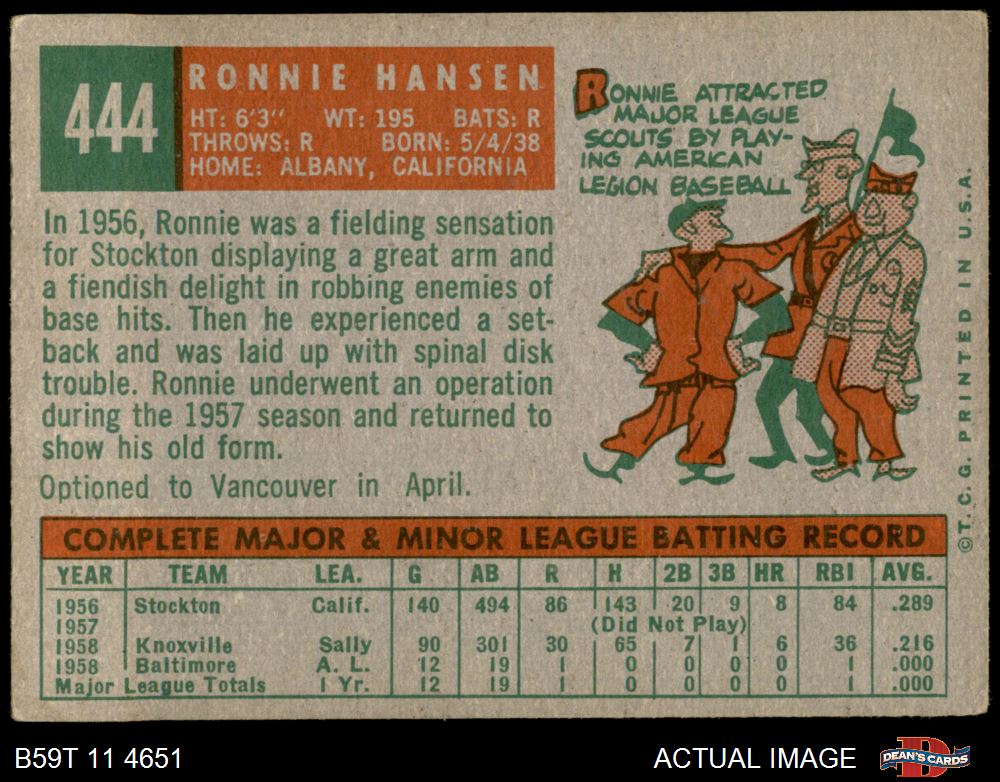 444
RONNIE HANSEN
HT: 6'3" WT: 195 BATS: R
THROWS: R BORN: 5/4/38
HOME: ALBANY, CALIFORNIA
RONNIE ATTRACTED
MAJOR LEAGUE
SCOUTS BY PLAY-
ING AMERICAN
LEGION BASEBALL
In 1956, Ronnie was a fielding sensation
for Stockton displaying a great arm and
a fiendish delight in robbing enemies of
base hits. Then he experienced a set-
back and was laid up with spinal disk
trouble. Ronnie underwent an operation
during the 1957 season and returned to
show his old form.
Optioned to Vancouver in April.
©T. C. G. PRINTED IN U.S.A.
COMPLETE MAJOR & MINOR LEAGUE BATTING RECORD
YEAR TEAM LEA. G AB R H 2B 3B HR RBI AVG.
1956 Stockton Calif. 140 494 86 143 20 9 8 84 .289
1957 (Did Not Play)
1958 Knoxville Sally 90 301 30 65 7 1 6 36 .216
1958 Baltimore A. L. 12 19 1 0 0 0 0 1 .000
Major League Totals 1 Yr. 12 19 1 0 0 0 0 1 .000
B59T 11 4651
ACTUAL IMAGE
DEAN'S CARDS